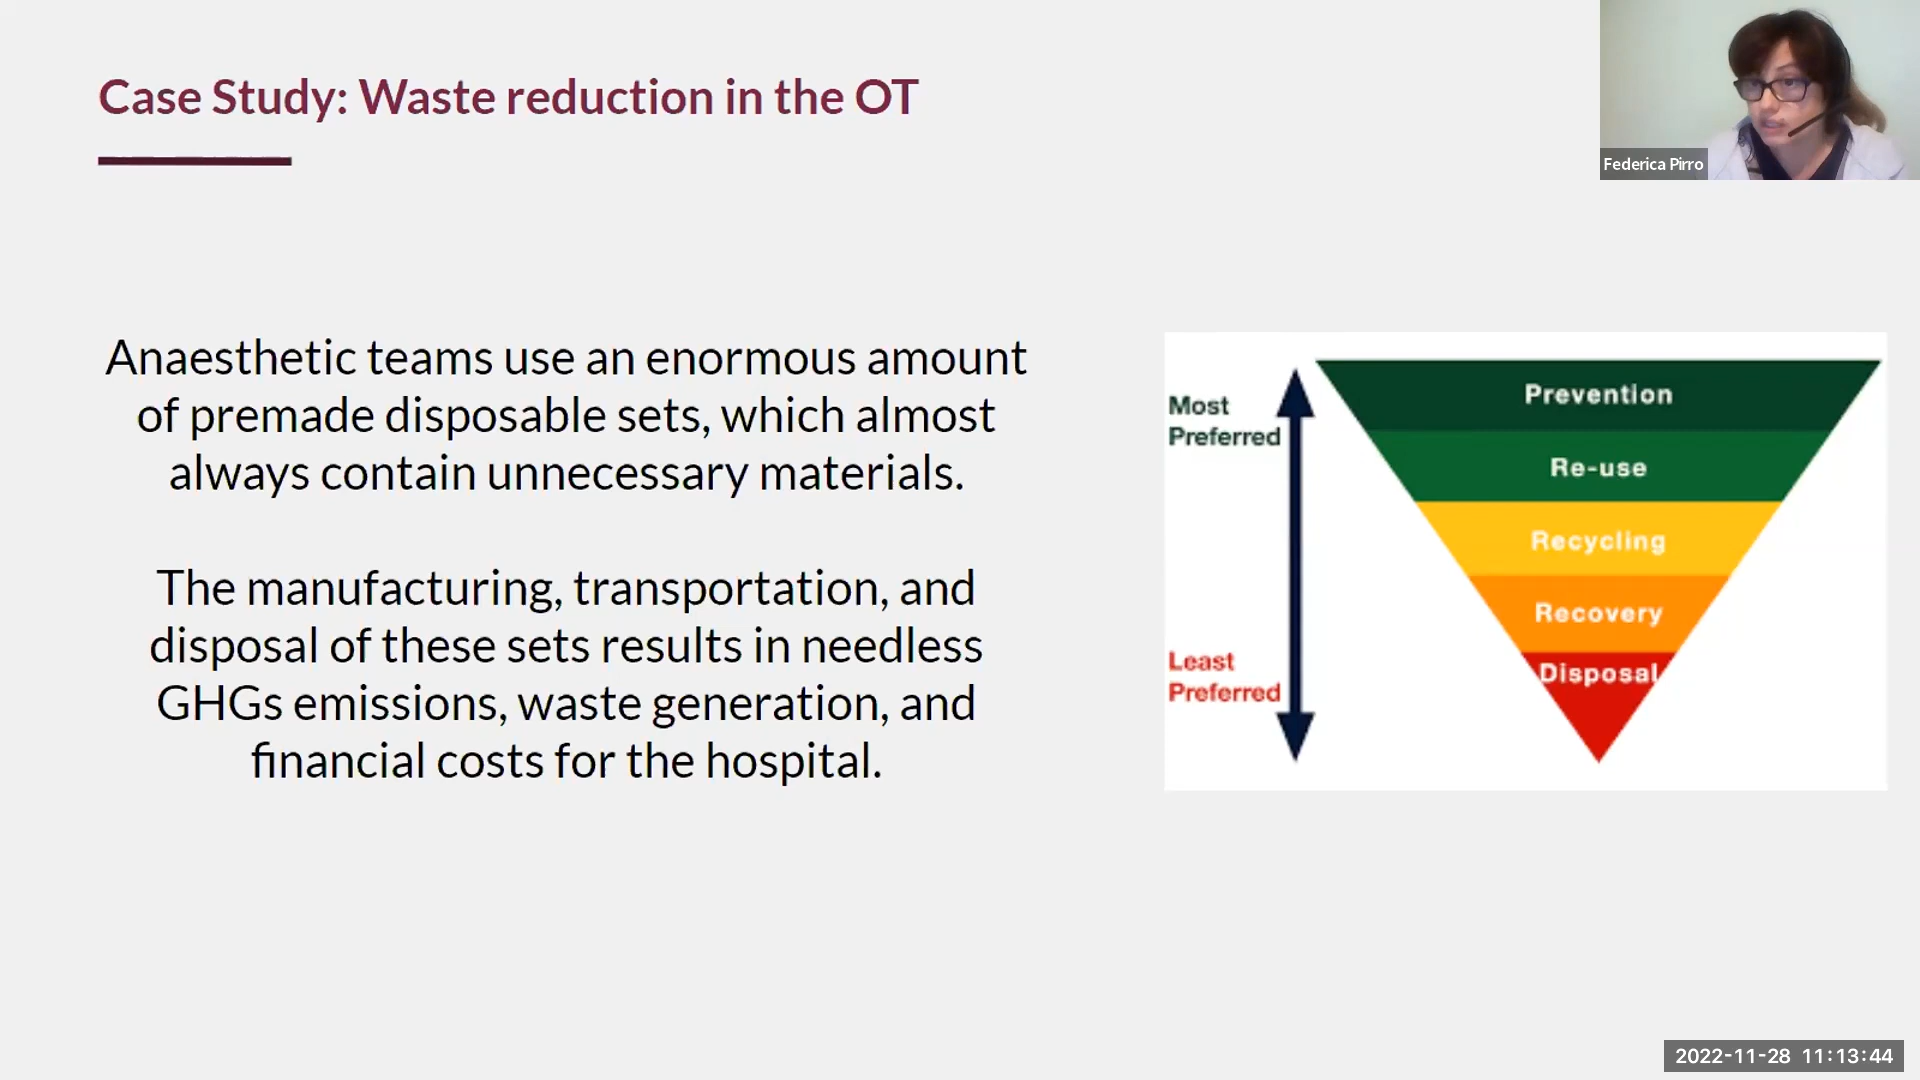 Case Study: Waste reduction in the OT
Federica Pirro
Anaesthetic teams use an enormous amount
of premade disposable sets, which almost
always contain unnecessary materials.
The manufacturing, transportation, and
disposal of these sets results in needless
GHGs emissions, waste generation, and
financial costs for the hospital.
Most
Preferred
Least
Preferred
Prevention
Re-use
Recycling
Recovery
Disposal
2022-11-28 11:13:44